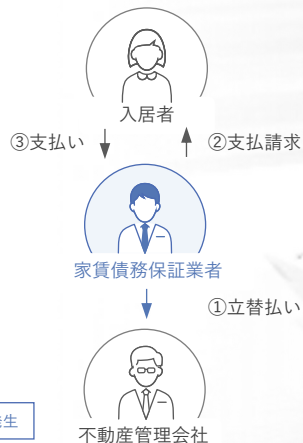 入居者
③支払い
②支払請求
家賃債務保証業者
①立替払い
生
不動産管理会社